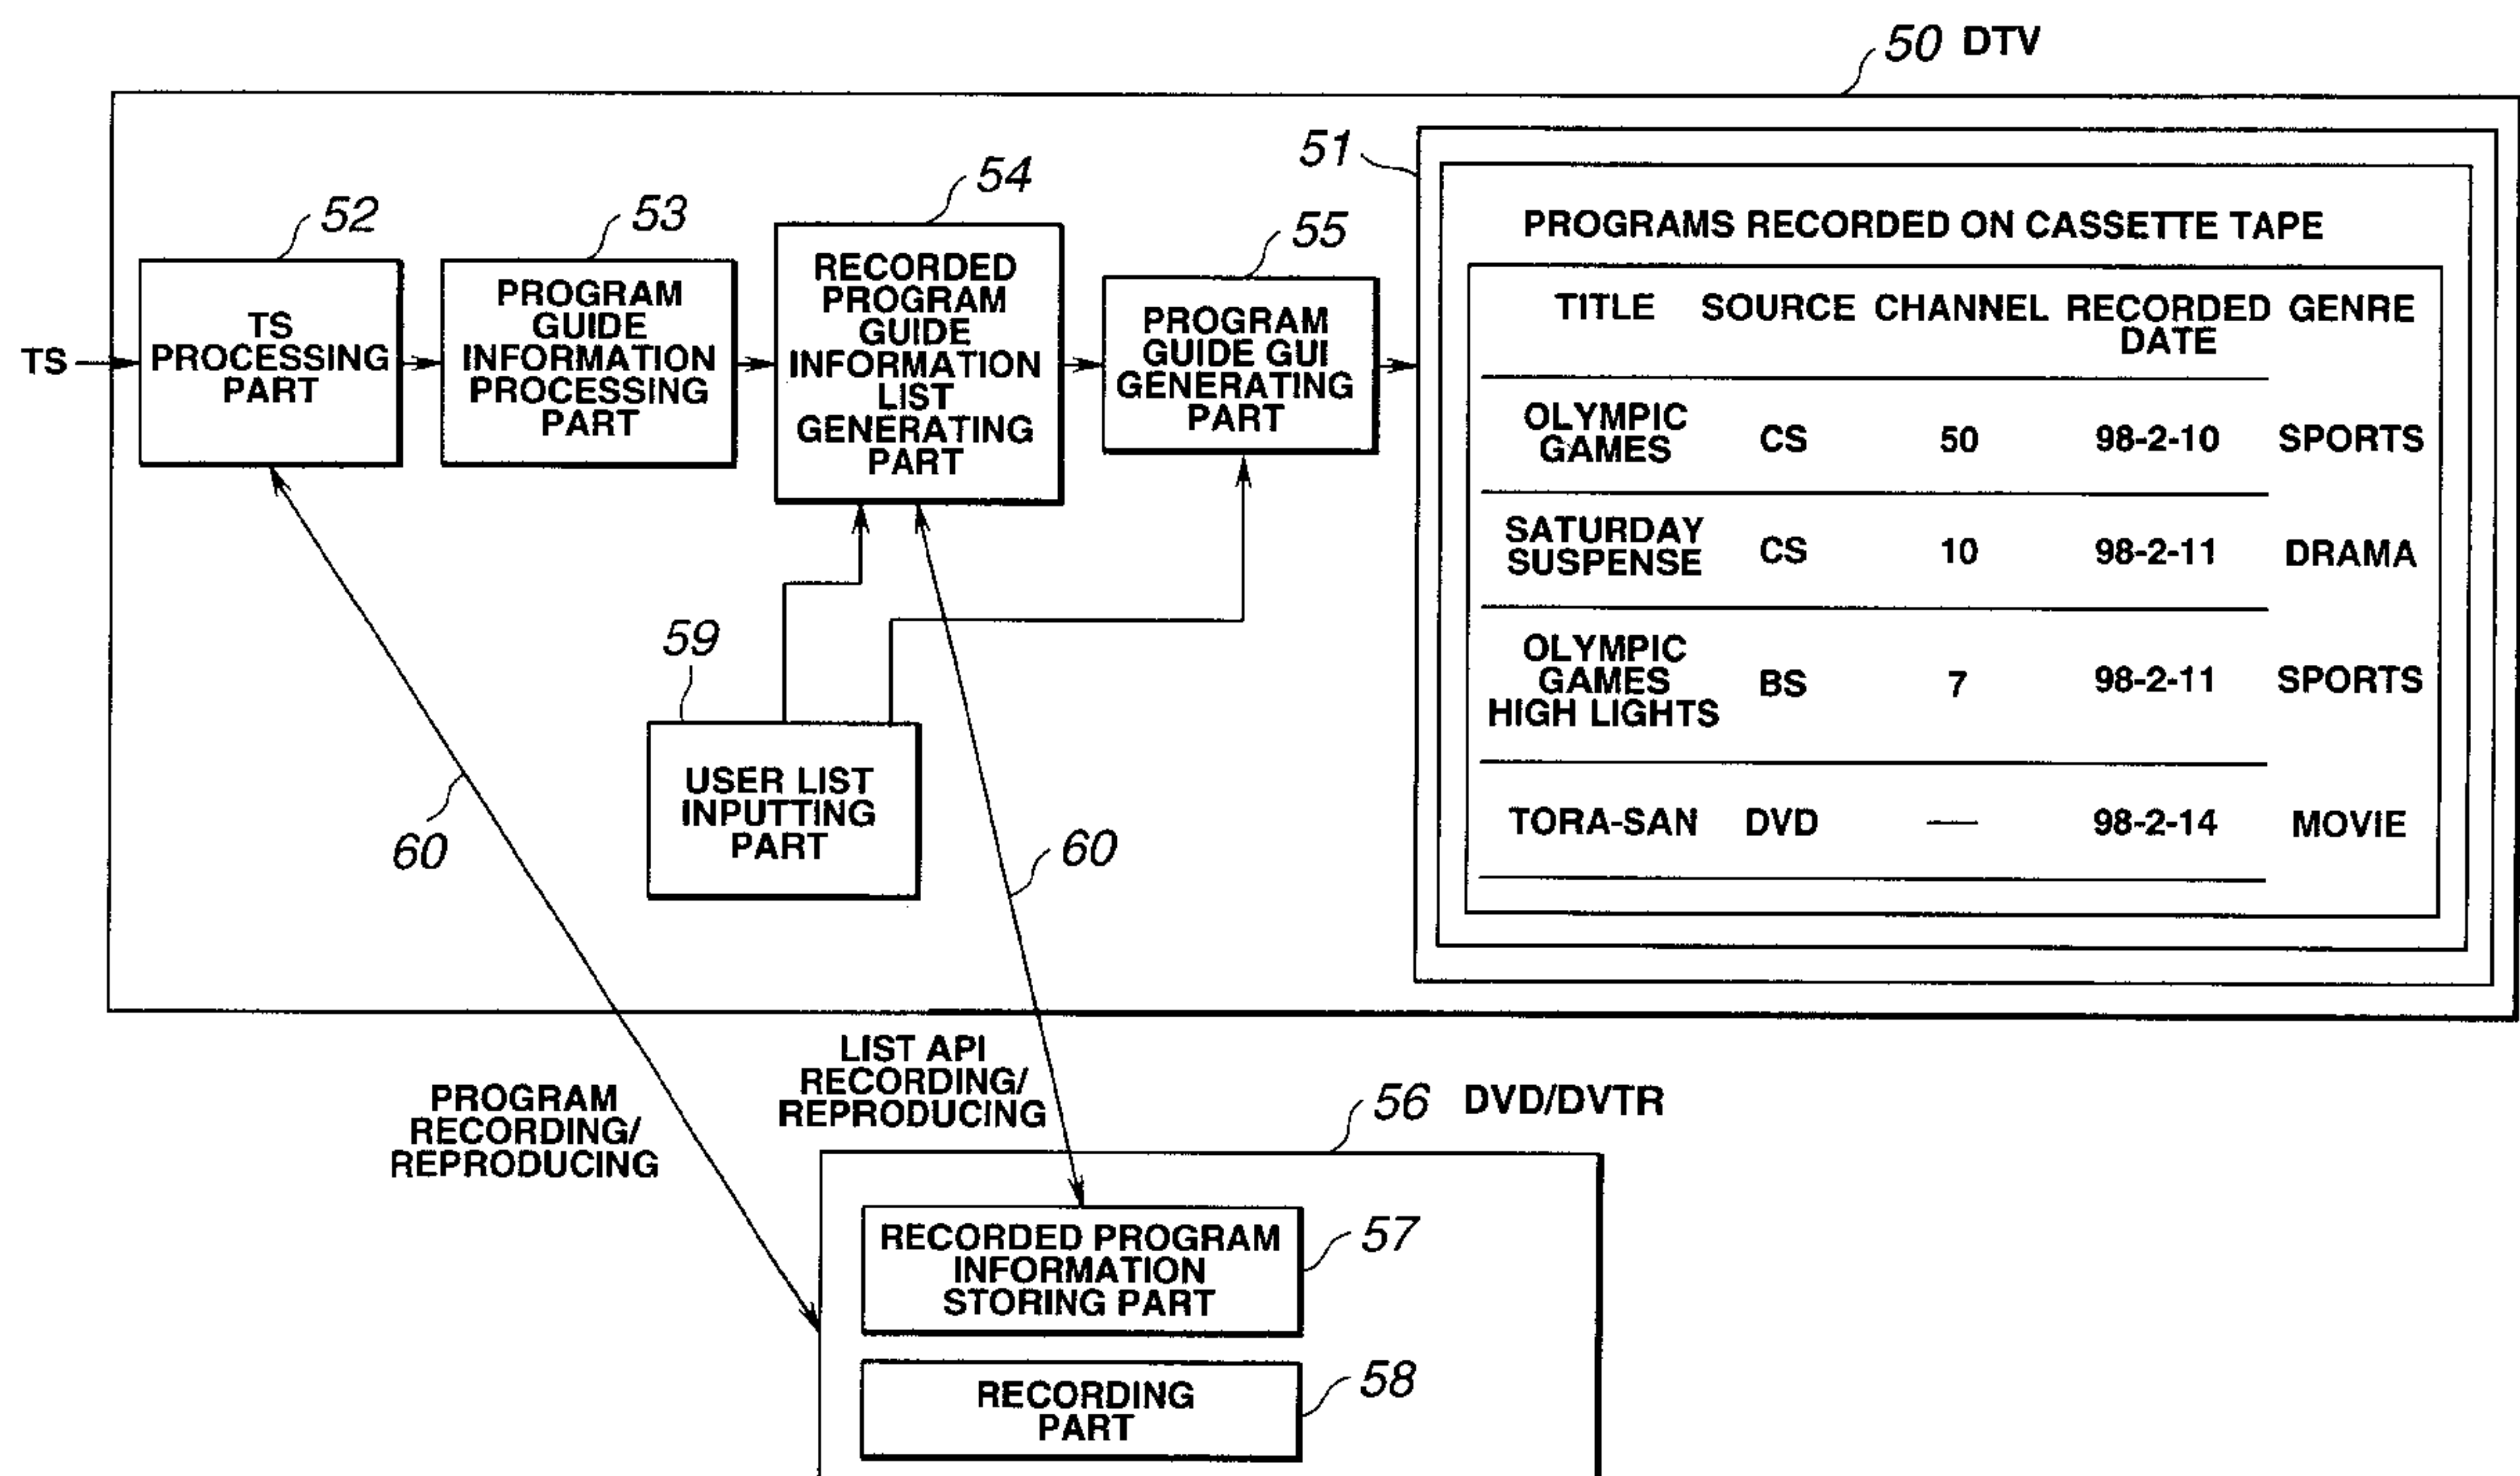 50 DTV
51
54
52
53
55
PROGRAMS RECORDED ON CASSETTE TAPE
TS
TS
PROCESSING
PART
PROGRAM
GUIDE
INFORMATION
PROCESSING
PART
RECORDED
PROGRAM
GUIDE
INFORMATION
LIST
GENERATING
PART
PROGRAM
GUIDE GUI
GENERATING
PART
TITLE SOURCE CHANNEL RECORDED GENRE
DATE
OLYMPIC
GAMES CS 50 98-2-10 SPORTS
SATURDAY
SUSPENSE CS 10 98-2-11 DRAMA
OLYMPIC
GAMES BS 7 98-2-11 SPORTS
HIGH LIGHTS
TORA-SAN DVD — 98-2-14 MOVIE
59
USER LIST
INPUTTING
PART
60
60
PROGRAM
RECORDING/
REPRODUCING
LIST API
RECORDING/
REPRODUCING
56 DVD/DVTR
RECORDED PROGRAM
INFORMATION
STORING PART
57
RECORDING
PART
58